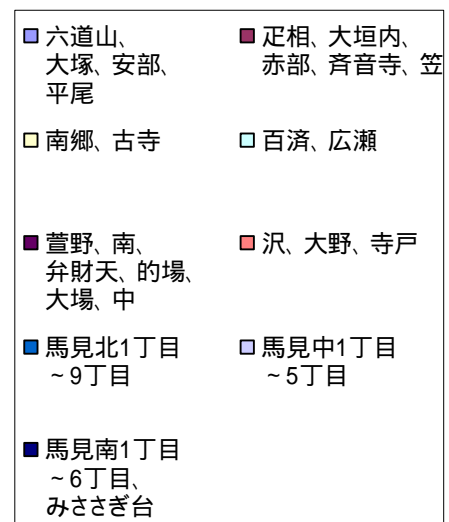 六道山、
大塚、安部、
平尾
疋相、大垣内、
赤部、斉音寺、笠
南郷、古寺
百済、広瀬
萱野、南、
弁財天、的場、
大場、中
沢、大野、寺戸
馬見北1丁目
~9丁目
馬見中1丁目
~5丁目
馬見南1丁目
~6丁目、
みささぎ台